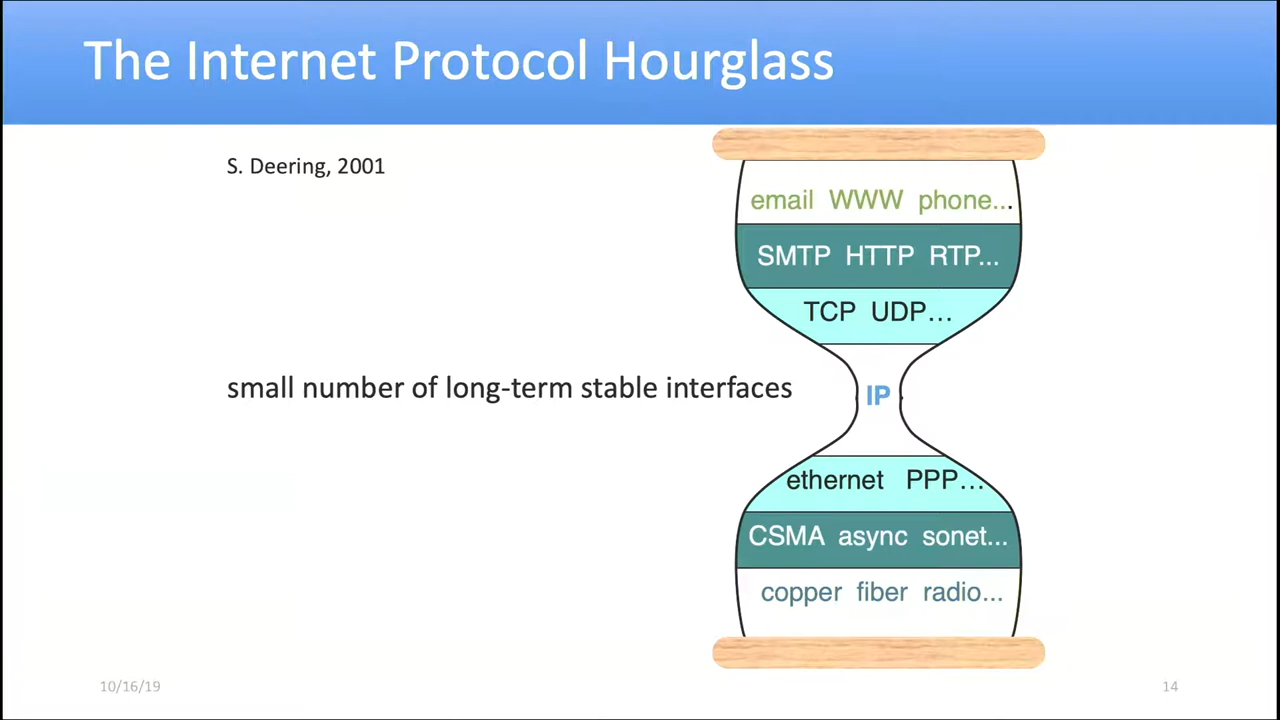 The Internet Protocol Hourglass
S. Deering, 2001
email WWW phone...
SMTP HTTP RTP...
TCP UDP...
small number of long-term stable interfaces
IP
ethernet PPP...
CSMA async sonet...
copper fiber radio...
10/16/19
14